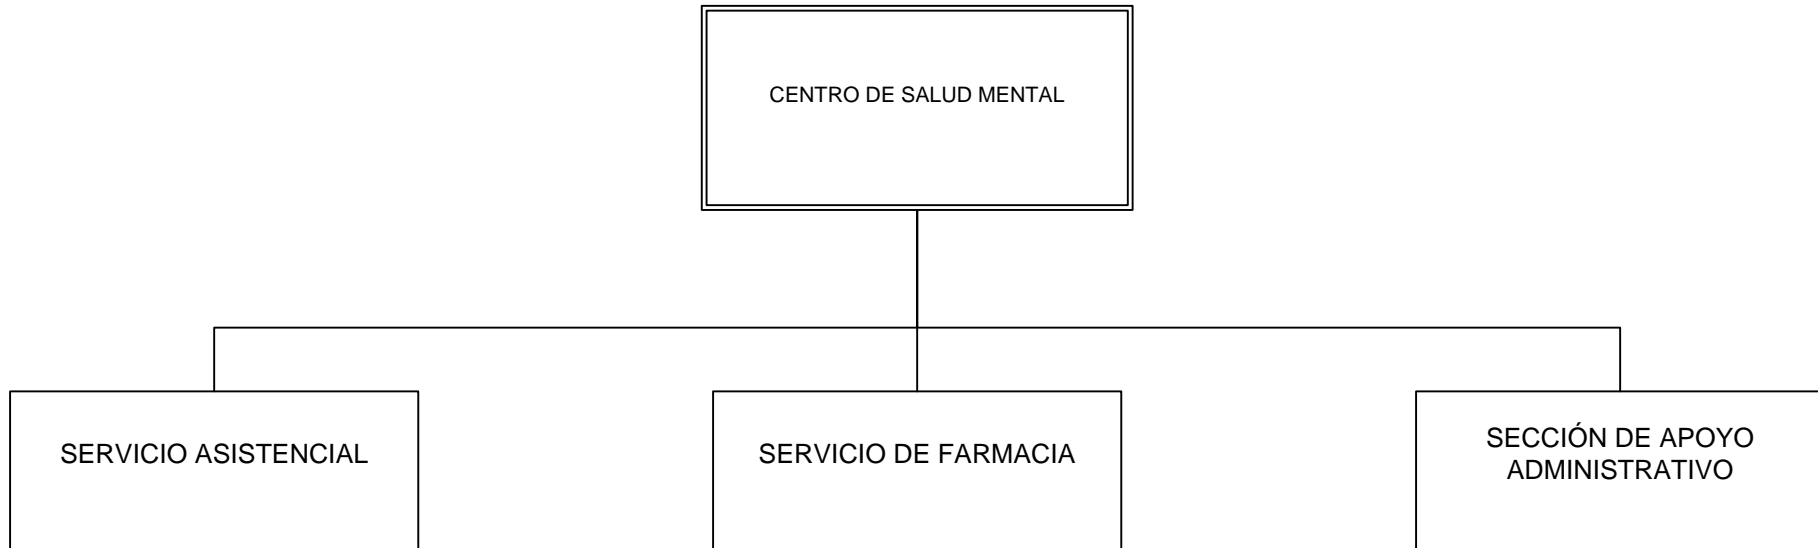 CENTRO DE SALUD MENTAL
SERVICIO ASISTENCIAL
SERVICIO DE FARMACIA
SECCIÓN DE APOYO
ADMINISTRATIVO